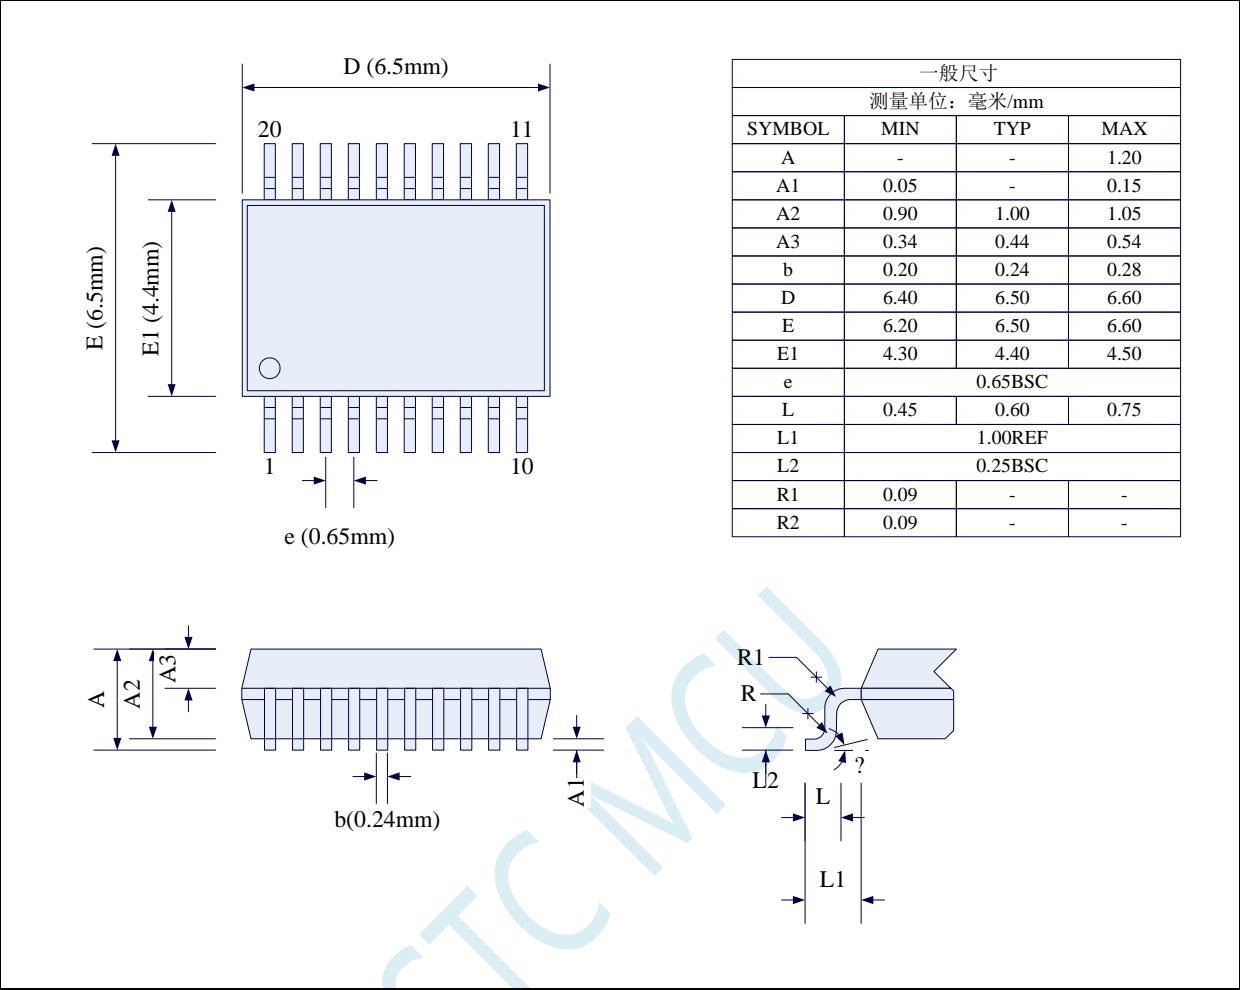 D (6.5mm)
20 11
E (6.5mm)
E1 (4.4mm)
1 10
e (0.65mm)
一般尺寸
测量单位：毫米/mm
SYMBOL MIN TYP MAX
A - - 1.20
A1 0.05 - 0.15
A2 0.90 1.00 1.05
A3 0.34 0.44 0.54
b 0.20 0.24 0.28
D 6.40 6.50 6.60
E 6.20 6.50 6.60
E1 4.30 4.40 4.50
e 0.65BSC
L 0.45 0.60 0.75
L1 1.00REF
L2 0.25BSC
R1 0.09 - -
R2 0.09 - -
A
A2
A3
A1
b(0.24mm)
R1
R
L2
?
L
L1
STC MCU